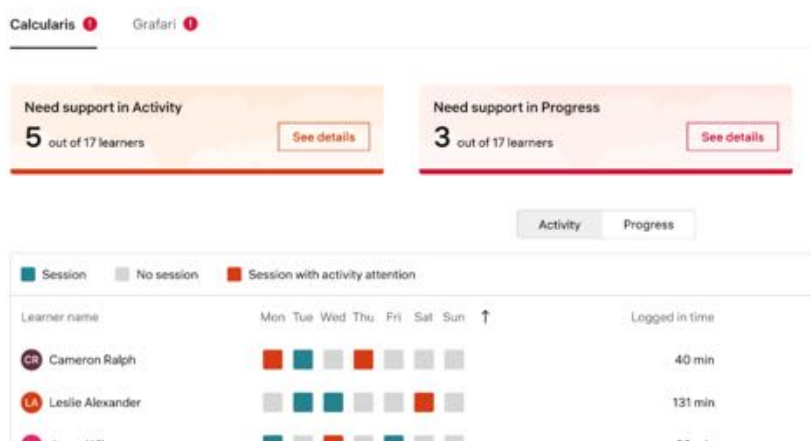 Calcularis ! Grafari !
Need support in Activity
5 out of 17 learners
See details
Need support in Progress
3 out of 17 learners
See details
Activity Progress
Session No session Session with activity attention
Learner name Mon Tue Wed Thu Fri Sat Sun ↑ Logged in time
CR Cameron Ralph 40 min
LA Leslie Alexander 131 min